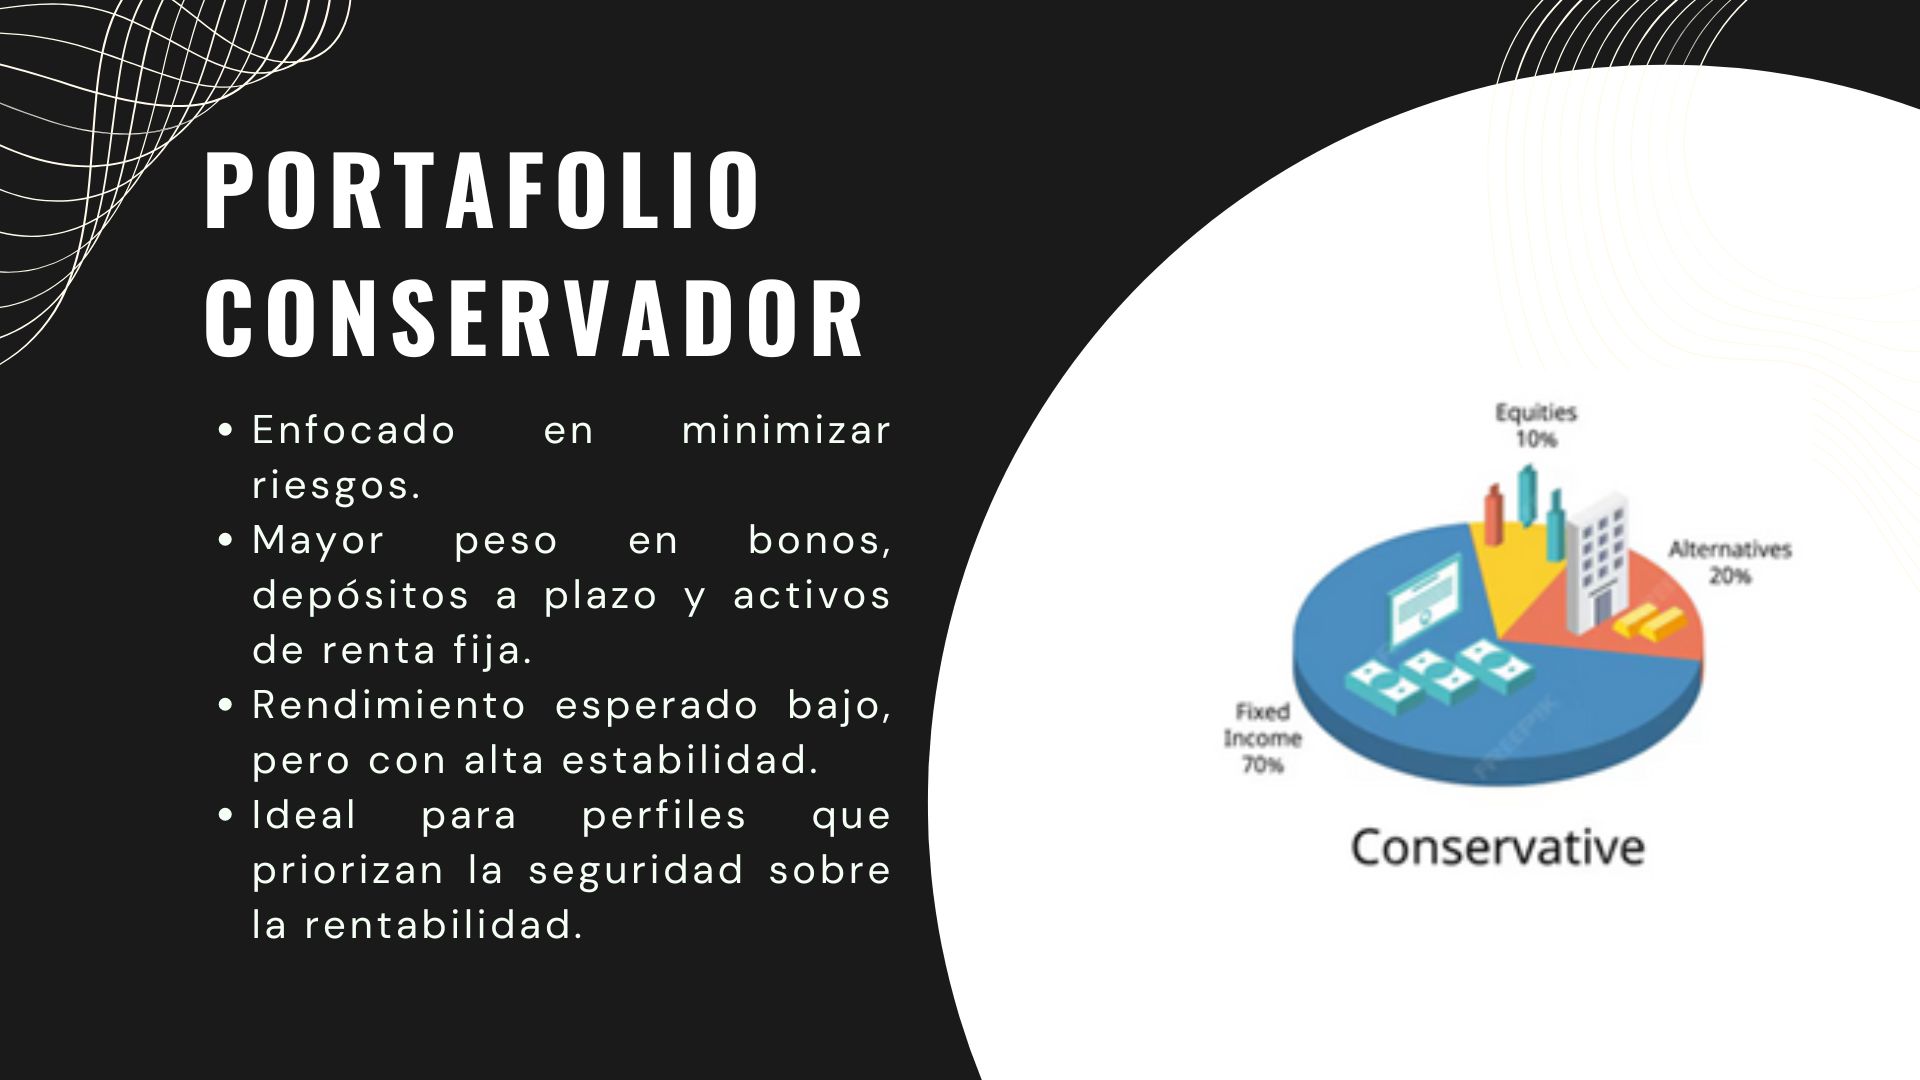 PORTAFOLIO
CONSERVADOR
• Enfocado en minimizar
riesgos.
• Mayor peso en bonos,
depósitos a plazo y activos
de renta fija.
• Rendimiento esperado bajo,
pero con alta estabilidad.
• Ideal para perfiles que
priorizan la seguridad sobre
la rentabilidad.
Equities
10%
Alternatives
20%
Fixed
Income
70%
FREEPIK
Conservative